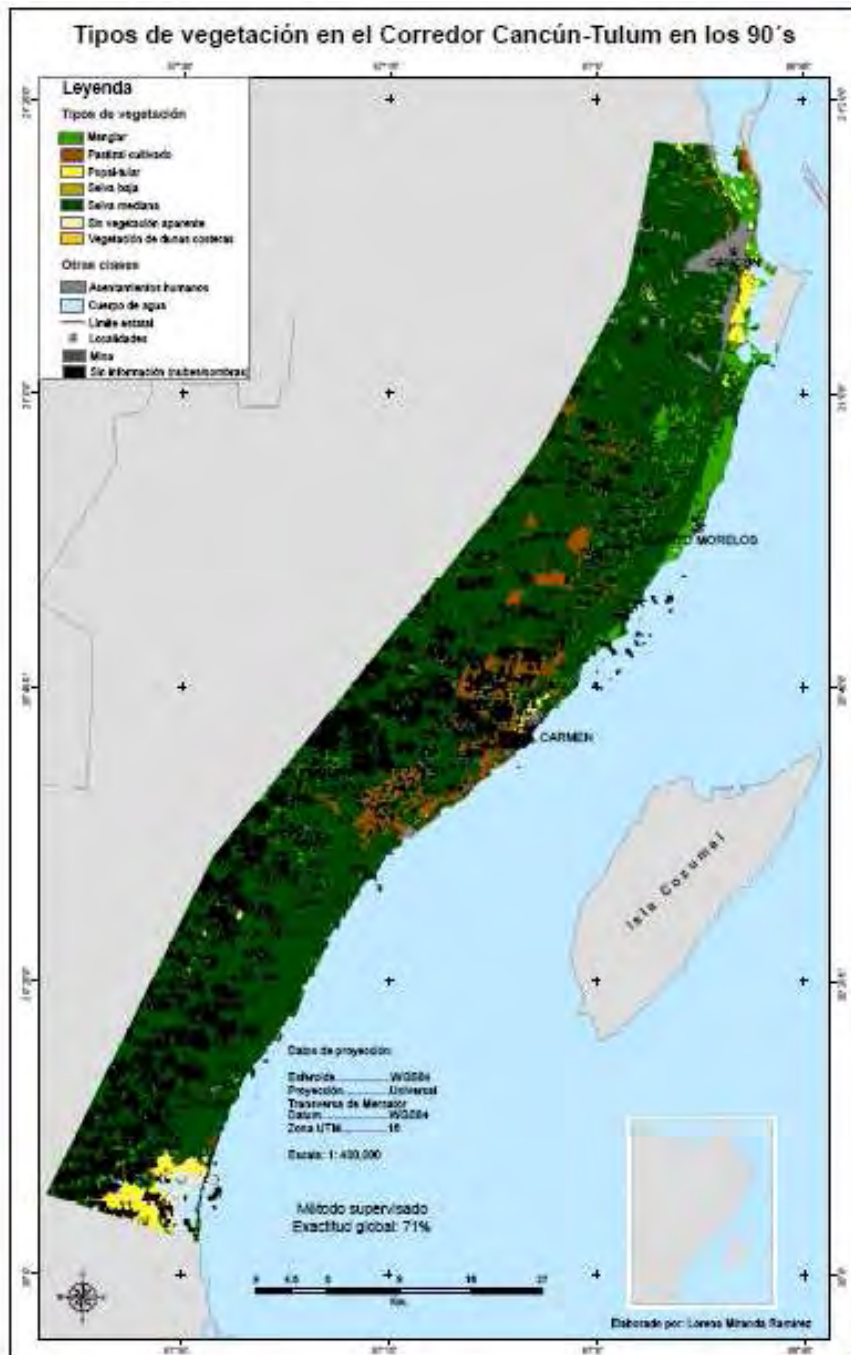 Tipos de vegetación en el Corredor Cancún-Tulum en los 90´s
Leyenda
Tipos de vegetación
Manglar
Pastizal cultivado
Popal-tular
Selva baja
Selva mediana
Sin vegetación aparente
Vegetación de dunas costeras
Otras clases
Asentamientos humanos
Cuerpo de agua
Límite estatal
Localidades
Mina
Sin información (nubes/sombras)
CANCUN
MORELOS
CARMEN
Isla Cozumel
Datos de proyección:
Esferoide..............WGS84
Proyección............Universal
Transversa de Mercator
Datum..................WGS84
Zona UTM............16
Escala: 1: 400,000
Método supervisado
Exactitud global: 71%
Km.
Elaborado por: Lorena Miranda Ramírez